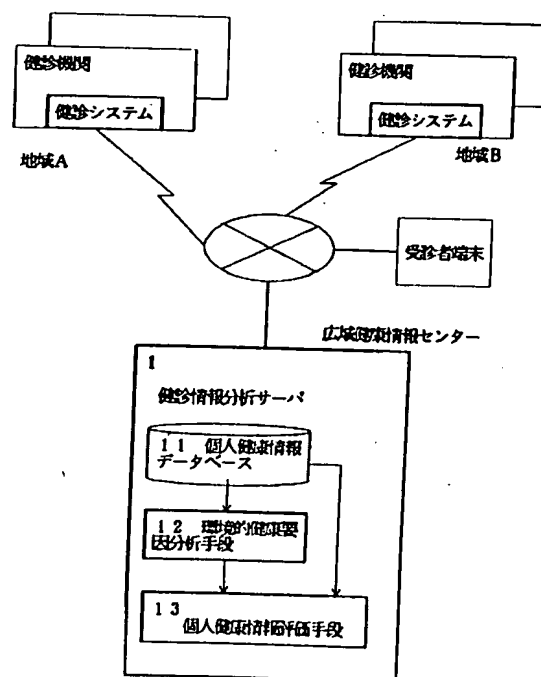 健診機関
健診システム
地域A
健診機関
健診システム
地域B
受診者端末
広域健康情報センター
1
健診情報分析サーバ
11 個人健康情報
データベース
12 環境的健康要
因分析手段
13
個人健康情報評価手段